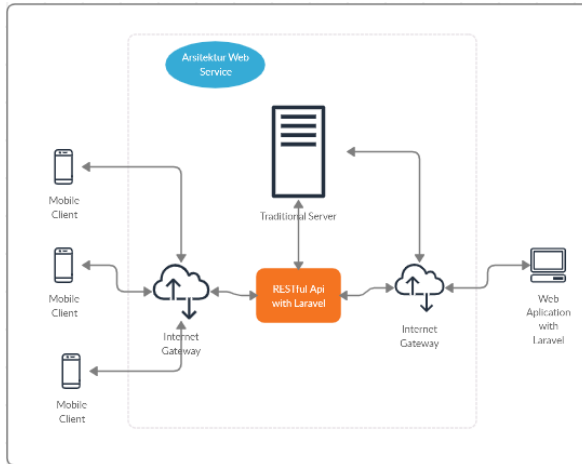 Arsitektur Web
Service
Traditional Server
Mobile
Client
Mobile
Client
Mobile
Client
Internet
Gateway
RESTful Api
with Laravel
Internet
Gateway
Web
Aplication
with
Laravel